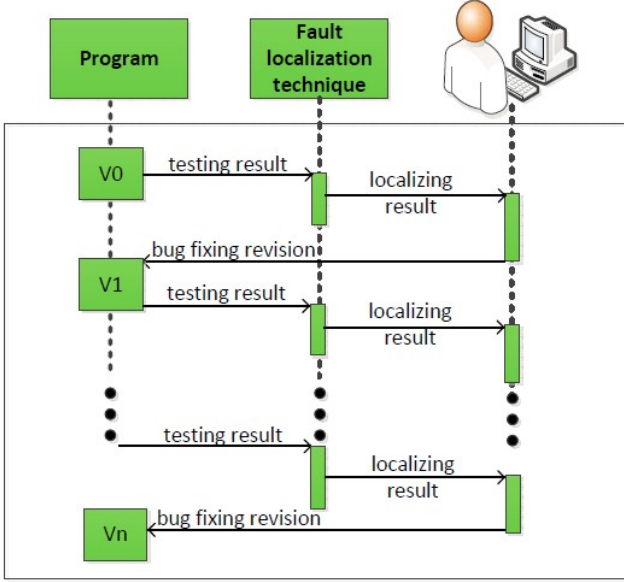 Program
Fault
localization
technique
V0
testing result
localizing
result
bug fixing revision
V1
testing result
localizing
result
testing result
localizing
result
bug fixing revision
Vn